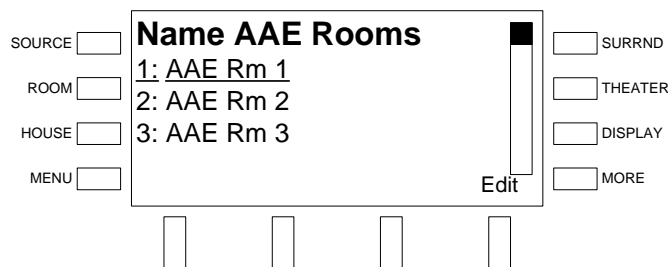 Name AAE Rooms
1: AAE Rm 1
2: AAE Rm 2
3: AAE Rm 3
Edit
SOURCE
ROOM
HOUSE
MENU
SURRND
THEATER
DISPLAY
MORE